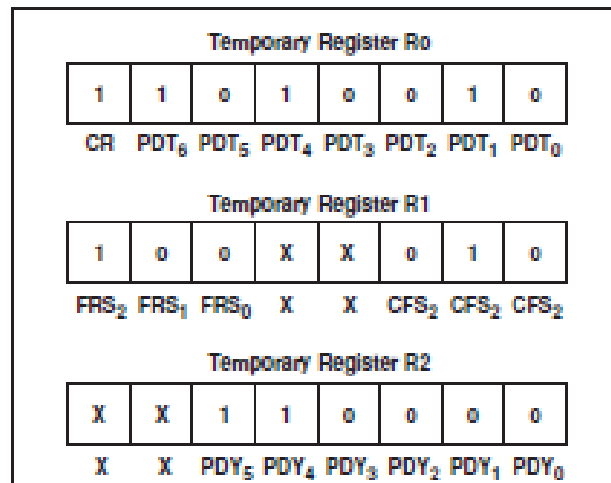 Temporary Register Ro
1 1 0 1 0 0 1 0
CR PDT6 PDT5 PDT4 PDT3 PDT2 PDT1 PDT0
Temporary Register R1
1 0 0 X X 0 1 0
FRS2 FRS1 FRS0 X X CFS2 CFS2 CFS2
Temporary Register R2
X X 1 1 0 0 0 0
X X PDY5 PDY4 PDY3 PDY2 PDY1 PDY0